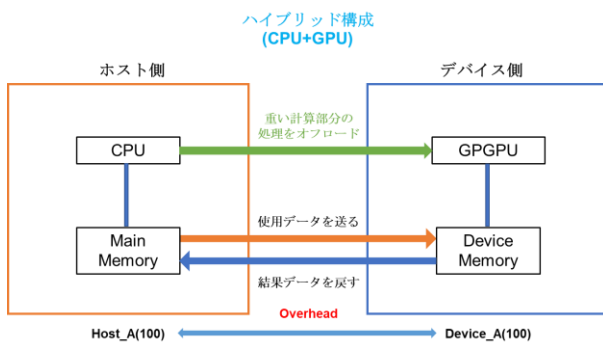 ハイブリッド構成
(CPU+GPU)
ホスト側
デバイス側
重い計算部分の
処理をオフロード
CPU
GPGPU
使用データを送る
Main
Memory
Device
Memory
結果データを戻す
Overhead
Host_A(100)
Device_A(100)